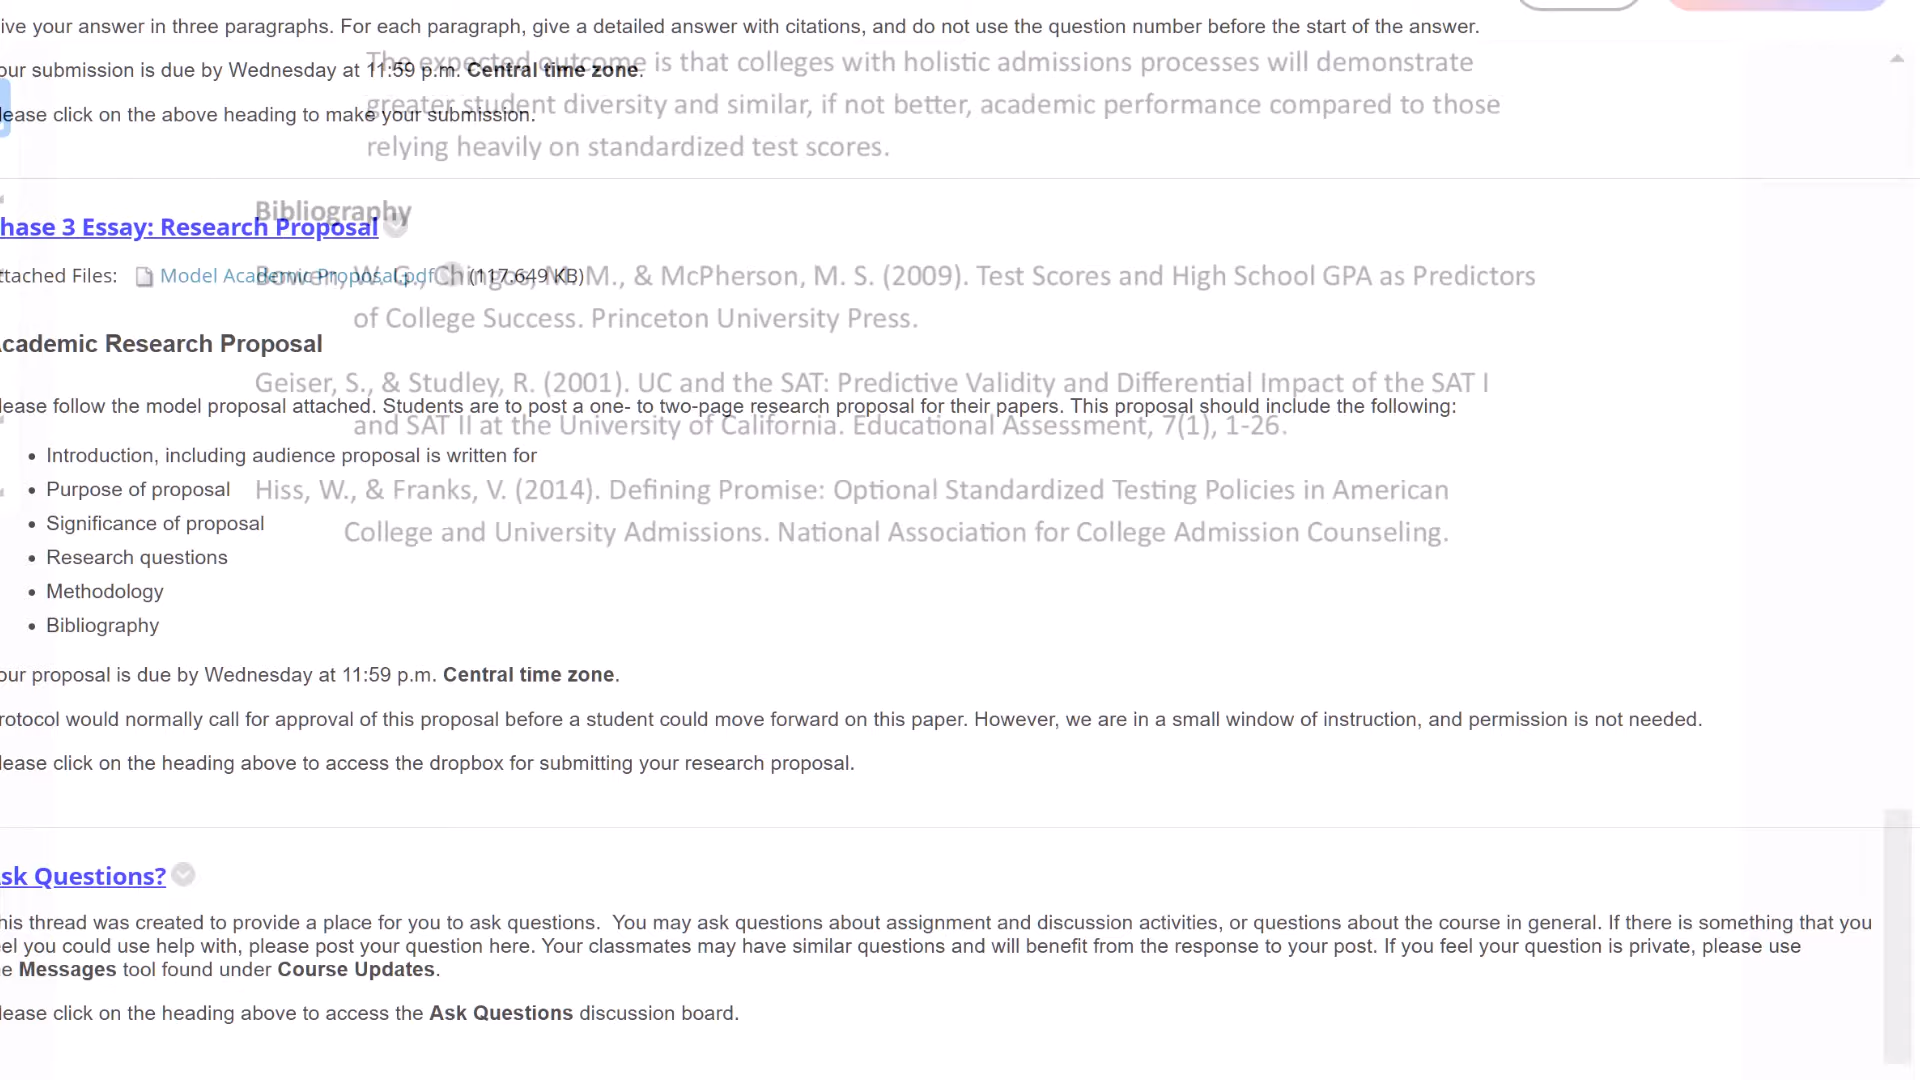 ive your answer in three paragraphs. For each paragraph, give a detailed answer with citations, and do not use the question number before the start of the answer.
The expected outcome is that colleges with holistic admissions processes will demonstrate
our submission is due by Wednesday at 11:59 p.m. Central time zone.
greater student diversity and similar, if not better, academic performance compared to those
lease click on the above heading to make your submission.
relying heavily on standardized test scores.
Bibliography
hase 3 Essay: Research Proposal
ttached Files: Model Academic Proposal.pdf (117.649 KB)
Bowen, W. G., Chingos, M. M., & McPherson, M. S. (2009). Test Scores and High School GPA as Predictors
of College Success. Princeton University Press.
cademic Research Proposal
Geiser, S., & Studley, R. (2001). UC and the SAT: Predictive Validity and Differential Impact of the SAT I
lease follow the model proposal attached. Students are to post a one- to two-page research proposal for their papers. This proposal should include the following:
and SAT II at the University of California. Educational Assessment, 7(1), 1-26.
• Introduction, including audience proposal is written for
• Purpose of proposal
Hiss, W., & Franks, V. (2014). Defining Promise: Optional Standardized Testing Policies in American
• Significance of proposal
College and University Admissions. National Association for College Admission Counseling.
• Research questions
• Methodology
• Bibliography
our proposal is due by Wednesday at 11:59 p.m. Central time zone.
rotocol would normally call for approval of this proposal before a student could move forward on this paper. However, we are in a small window of instruction, and permission is not needed.
lease click on the heading above to access the dropbox for submitting your research proposal.
sk Questions?
his thread was created to provide a place for you to ask questions.  You may ask questions about assignment and discussion activities, or questions about the course in general. If there is something that you
el you could use help with, please post your question here. Your classmates may have similar questions and will benefit from the response to your post. If you feel your question is private, please use
e Messages tool found under Course Updates.
lease click on the heading above to access the Ask Questions discussion board.